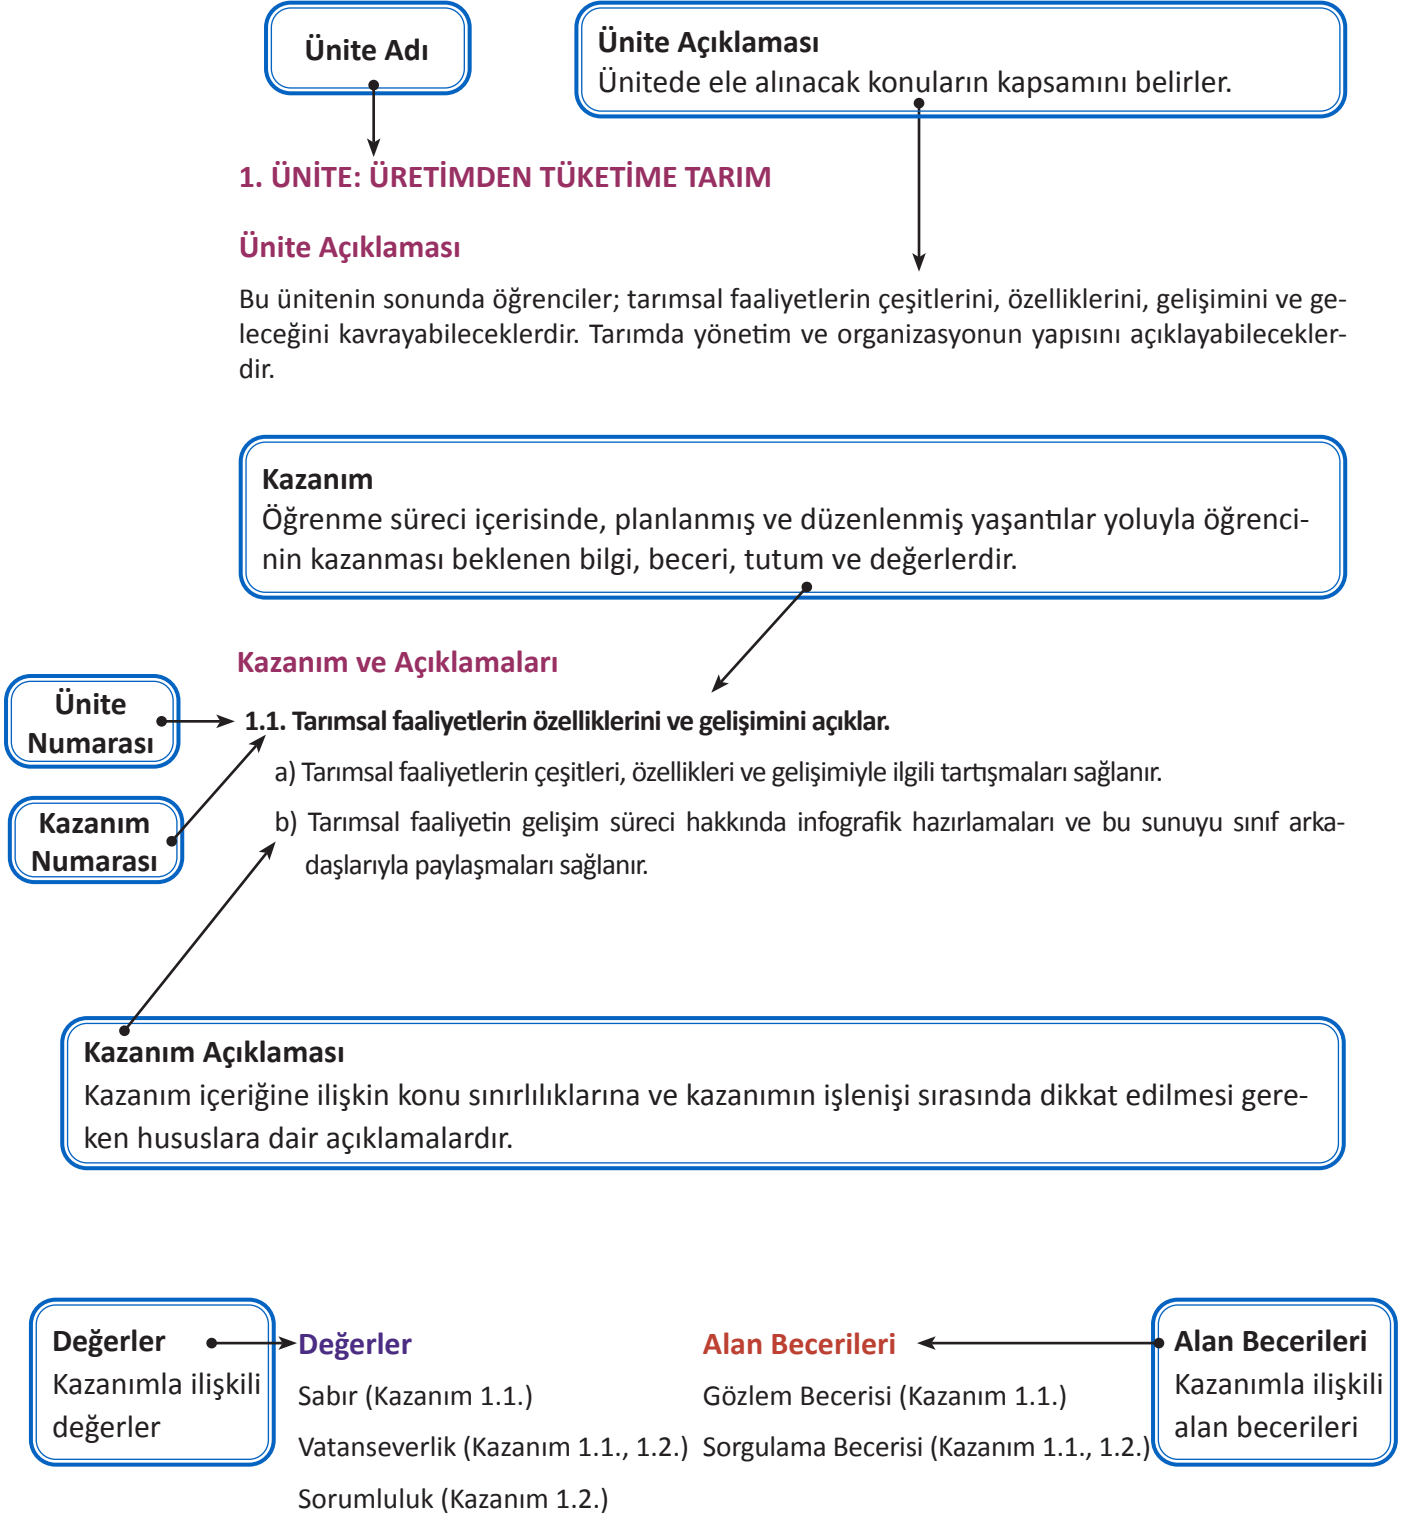 Ünite Adı
Ünite Açıklaması
Ünitede ele alınacak konuların kapsamını belirler.
1. ÜNİTE: ÜRETİMDEN TÜKETİME TARIM
Ünite Açıklaması
Bu ünitenin sonunda öğrenciler; tarımsal faaliyetlerin çeşitlerini, özelliklerini, gelişimini ve ge-
leceğini kavrayabileceklerdir. Tarımda yönetim ve organizasyonun yapısını açıklayabilecekler-
dir.
Kazanım
Öğrenme süreci içerisinde, planlanmış ve düzenlenmiş yaşantılar yoluyla öğrenci-
nin kazanması beklenen bilgi, beceri, tutum ve değerlerdir.
Kazanım ve Açıklamaları
Ünite
Numarası
1.1. Tarımsal faaliyetlerin özelliklerini ve gelişimini açıklar.
a) Tarımsal faaliyetlerin çeşitleri, özellikleri ve gelişimiyle ilgili tartışmaları sağlanır.
Kazanım
Numarası
b) Tarımsal faaliyetin gelişim süreci hakkında infografik hazırlamaları ve bu sunuyu sınıf arka-
daşlarıyla paylaşmaları sağlanır.
Kazanım Açıklaması
Kazanım içeriğine ilişkin konu sınırlılıklarına ve kazanımın işlenişi sırasında dikkat edilmesi gere-
ken hususlara dair açıklamalardır.
Değerler
Kazanımla ilişkili
değerler
Değerler
Sabır (Kazanım 1.1.)
Vatanseverlik (Kazanım 1.1., 1.2.)
Sorumluluk (Kazanım 1.2.)
Alan Becerileri
Gözlem Becerisi (Kazanım 1.1.)
Sorgulama Becerisi (Kazanım 1.1., 1.2.)
Alan Becerileri
Kazanımla ilişkili
alan becerileri